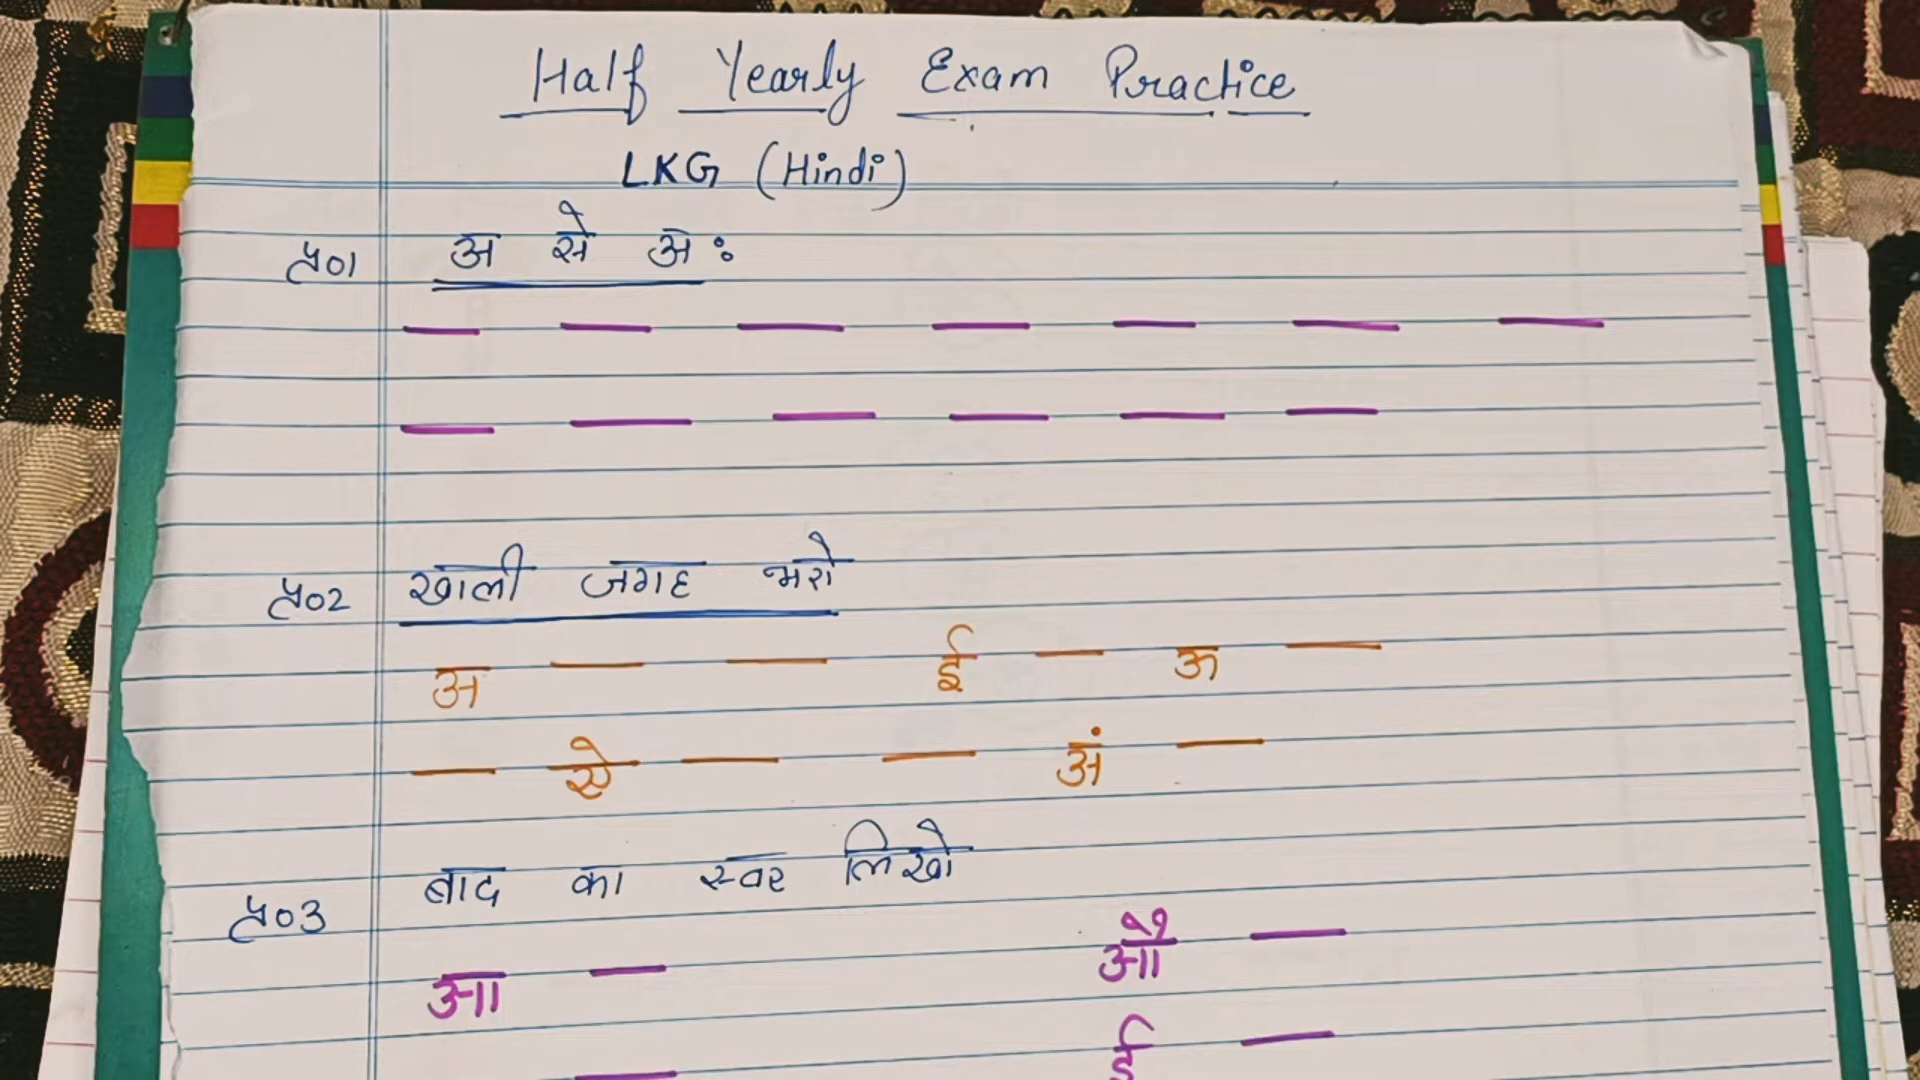 Half Yearly Exam Practice
LKG (Hindi)
प्र01 अ से अः
— — — — — — —
— — — — — —
प्र02 खाली जगह भरो
अ — — ई — ऊ —
— से — — अं —
प्र03 बाद का स्वर लिखो
आ — औ —
— ई —